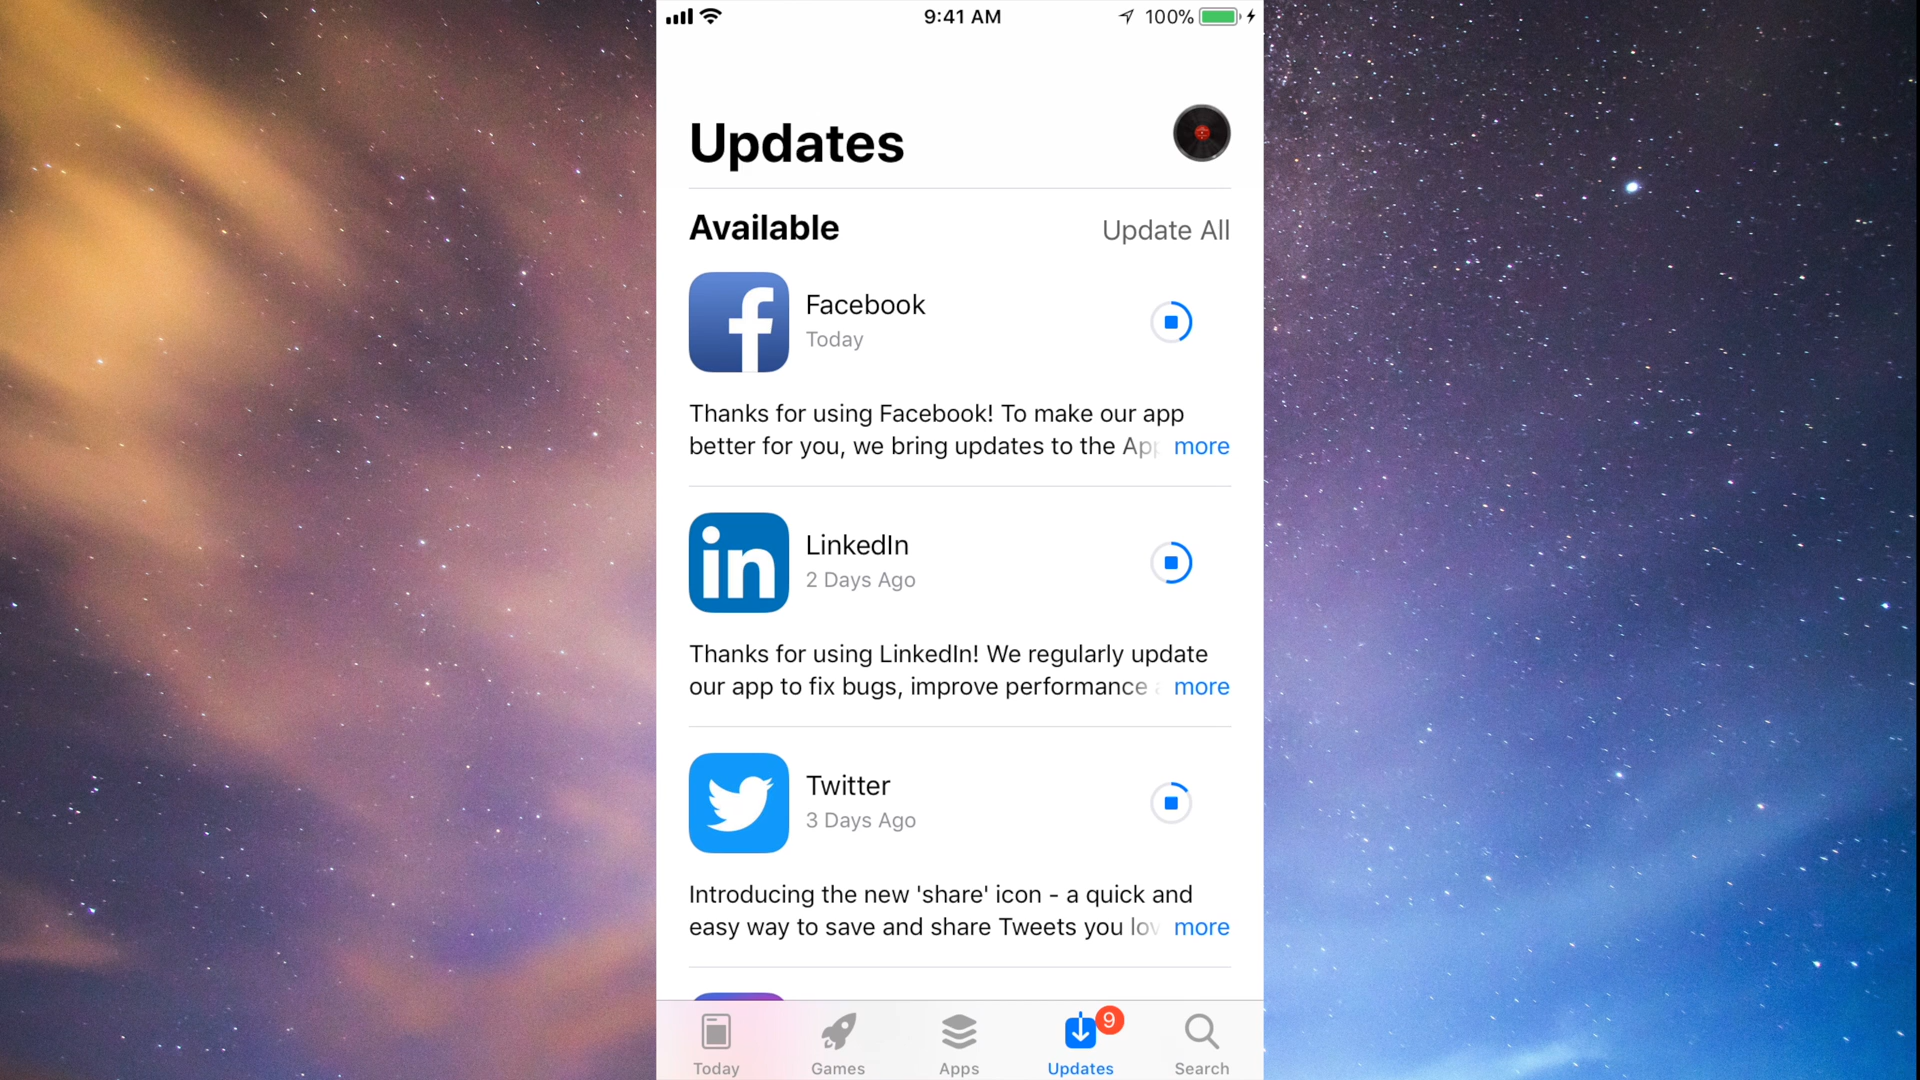 9:41 AM 100%
Updates
Available Update All
Facebook
Today
Thanks for using Facebook! To make our app
better for you, we bring updates to the App more
LinkedIn
2 Days Ago
Thanks for using LinkedIn! We regularly update
our app to fix bugs, improve performance a more
Twitter
3 Days Ago
Introducing the new 'share' icon - a quick and
easy way to save and share Tweets you lov more
9
Today Games Apps Updates Search